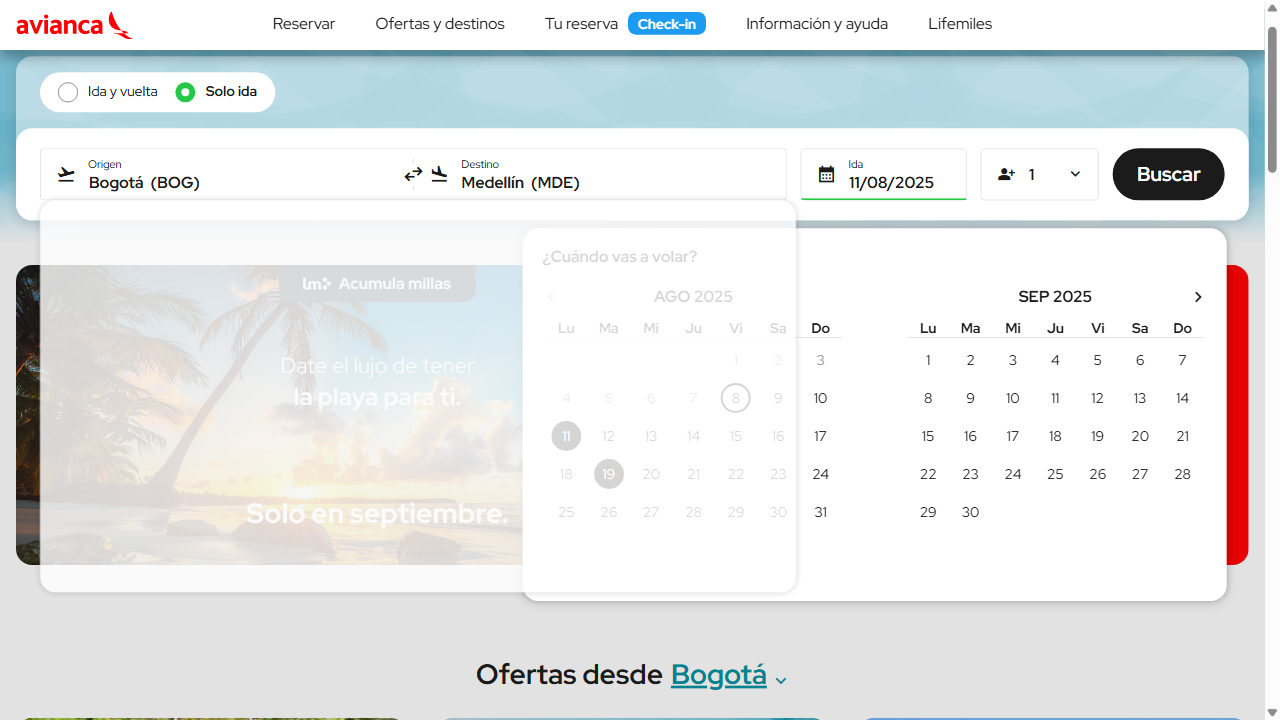 avianca
Reservar
Ofertas y destinos
Tu reserva
Check-in
Información y ayuda
Lifemiles
Ida y vuelta
Solo ida
Origen
Bogotá (BOG)
Destino
Medellín (MDE)
Ida
11/08/2025
1
Buscar
¿Cuándo vas a volar?
AGO 2025
Lu Ma Mi Ju Vi Sa Do
1 2 3
4 5 6 7 8 9 10
11 12 13 14 15 16 17
18 19 20 21 22 23 24
25 26 27 28 29 30 31
SEP 2025
Lu Ma Mi Ju Vi Sa Do
1 2 3 4 5 6 7
8 9 10 11 12 13 14
15 16 17 18 19 20 21
22 23 24 25 26 27 28
29 30
lm Acumula millas
Date el lujo de tener
la playa para ti.
Solo en septiembre.
Ofertas desde Bogotá